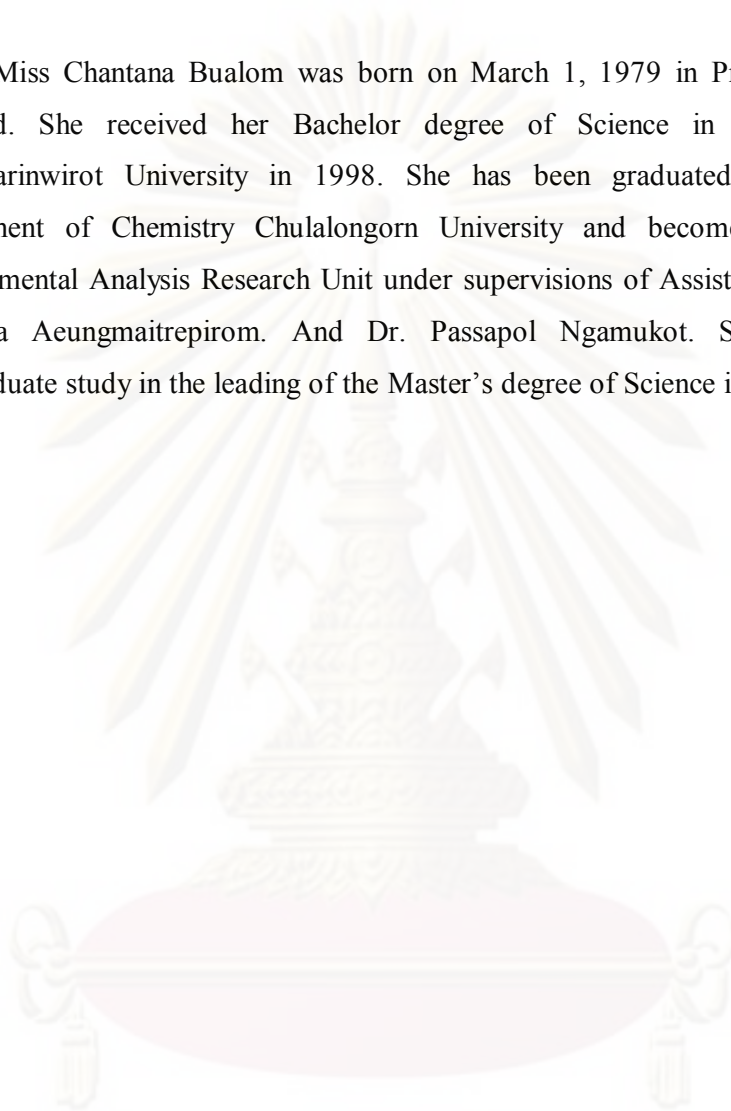 Miss Chantana Bualom was born on March 1, 1979 in Pr
d. She received her Bachelor degree of Science in
arinwirot University in 1998. She has been graduated
nent of Chemistry Chulalongorn University and become
mental Analysis Research Unit under supervisions of Assist
a Aeungmaitrepirom. And Dr. Passapol Ngamukot. S
duate study in the leading of the Master’s degree of Science i